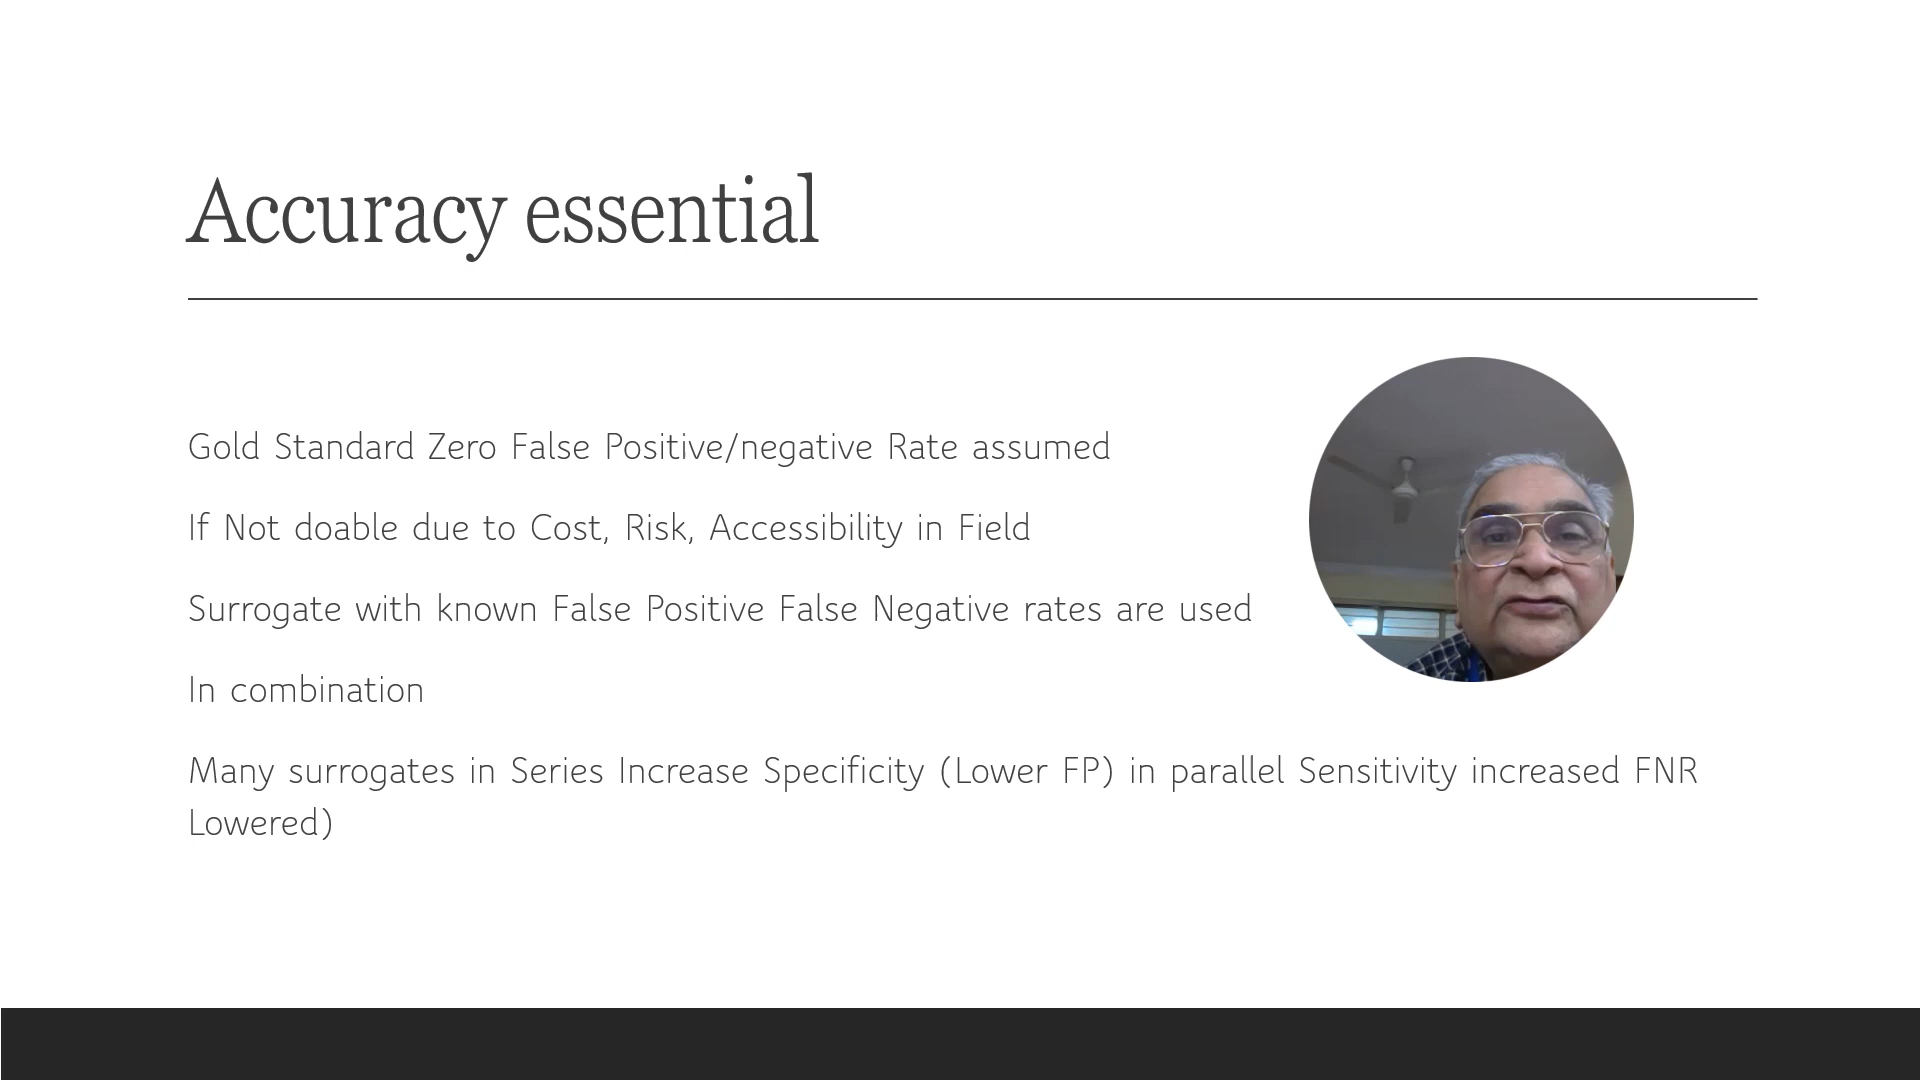 Accuracy essential
Gold Standard Zero False Positive/negative Rate assumed
If Not doable due to Cost, Risk, Accessibility in Field
Surrogate with known False Positive False Negative rates are used
In combination
Many surrogates in Series Increase Specificity (Lower FP) in parallel Sensitivity increased FNR
Lowered)